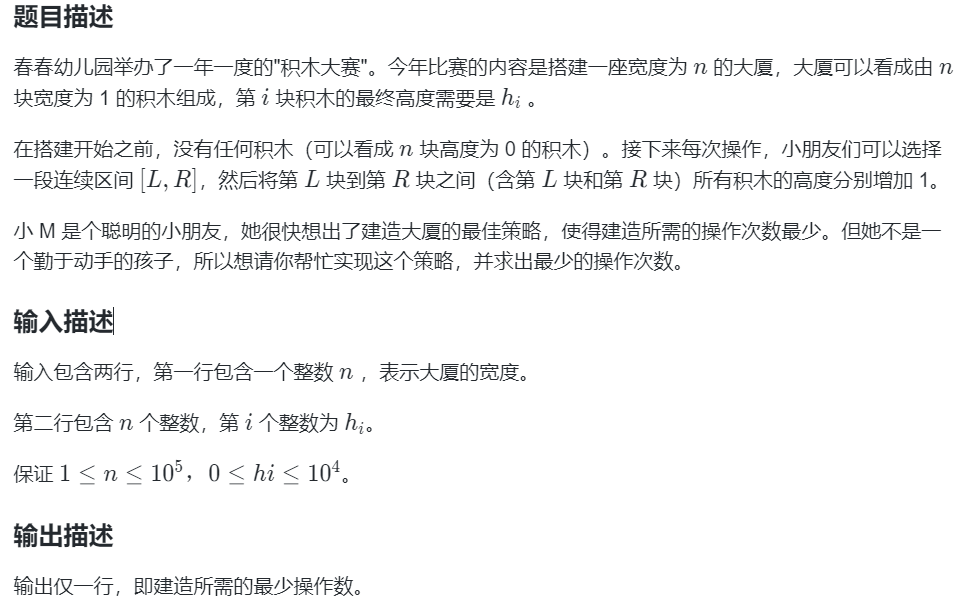 题目描述
春春幼儿园举办了一年一度的"积木大赛"。今年比赛的内容是搭建一座宽度为 n 的大厦，大厦可以看成由 n
块宽度为 1 的积木组成，第 i 块积木的最终高度需要是 hᵢ 。
在搭建开始之前，没有任何积木（可以看成 n 块高度为 0 的积木）。接下来每次操作，小朋友们可以选择
一段连续区间 [L, R]，然后将第 L 块到第 R 块之间（含第 L 块和第 R 块）所有积木的高度分别增加 1。
小 M 是个聪明的小朋友，她很快想出了建造大厦的最佳策略，使得建造所需的操作次数最少。但她不是一
个勤于动手的孩子，所以想请你帮忙实现这个策略，并求出最少的操作次数。
输入描述
输入包含两行，第一行包含一个整数 n ，表示大厦的宽度。
第二行包含 n 个整数，第 i 个整数为 hᵢ。
保证 1 ≤ n ≤ 10⁵，0 ≤ hi ≤ 10⁴。
输出描述
输出仅一行，即建造所需的最少操作数。